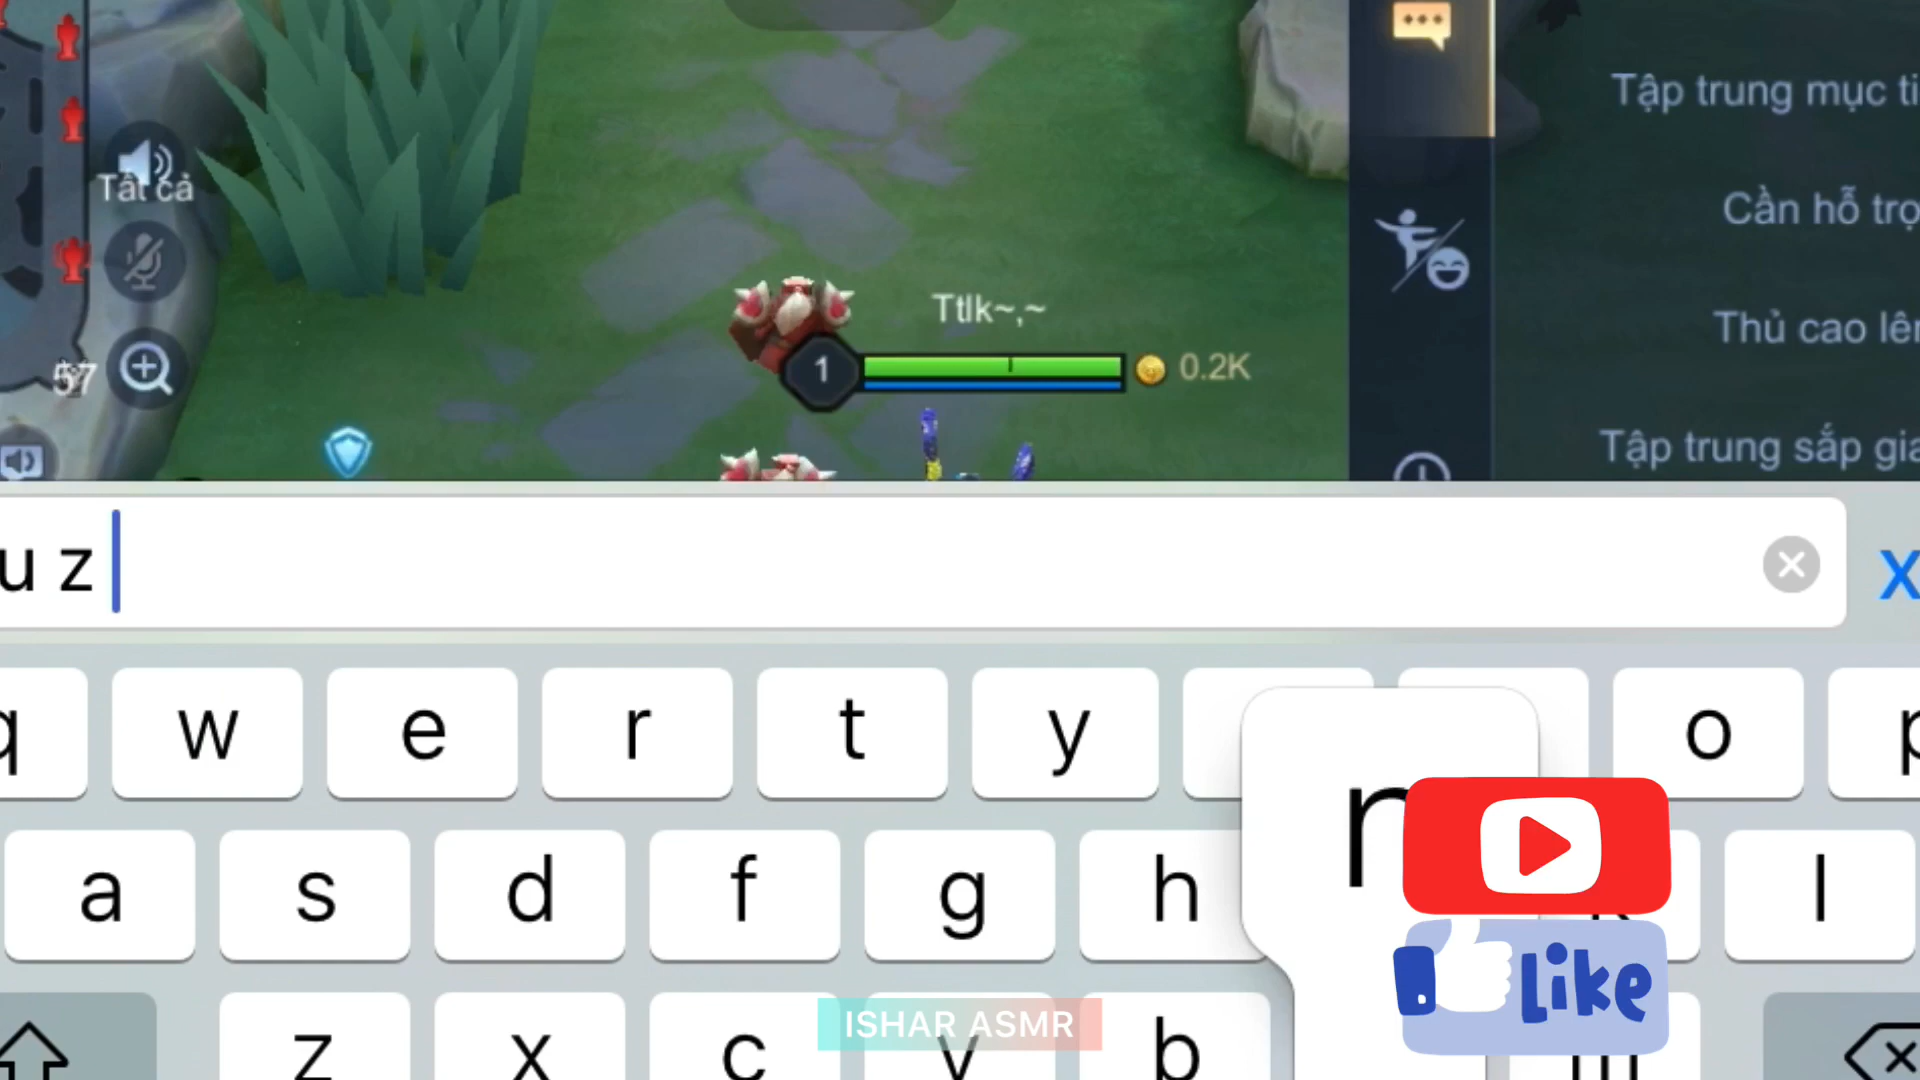 Tập trung mục ti
Tất cả
Cần hỗ trợ
Ttlk~,~
Thủ cao lên
1
0.2K
57
Tập trung sắp gia
u z
X
q w e r t y o p
n
a s d f g h k l
Like
ISHAR ASMR
z x c v b m